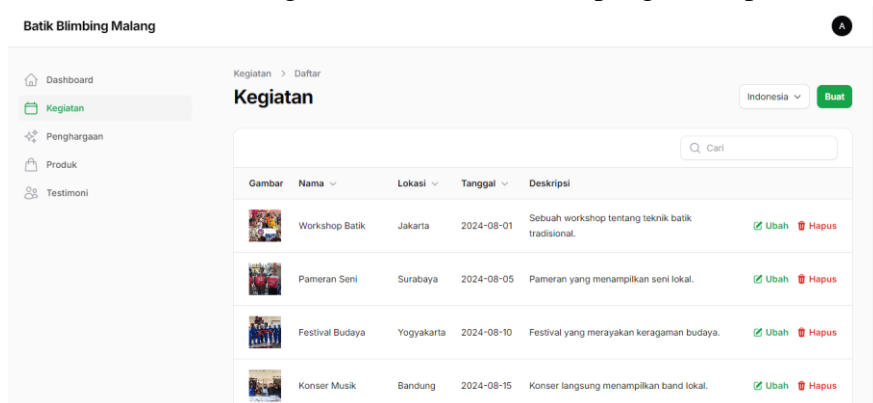 Batik Blimbing Malang
A
Dashboard
Kegiatan
Penghargaan
Produk
Testimoni
Kegiatan > Daftar
Kegiatan
Indonesia
Buat
Cari
Gambar Nama Lokasi Tanggal Deskripsi
Workshop Batik Jakarta 2024-08-01 Sebuah workshop tentang teknik batik
tradisional. Ubah Hapus
Pameran Seni Surabaya 2024-08-05 Pameran yang menampilkan seni lokal. Ubah Hapus
Festival Budaya Yogyakarta 2024-08-10 Festival yang merayakan keragaman budaya. Ubah Hapus
Konser Musik Bandung 2024-08-15 Konser langsung menampilkan band lokal. Ubah Hapus